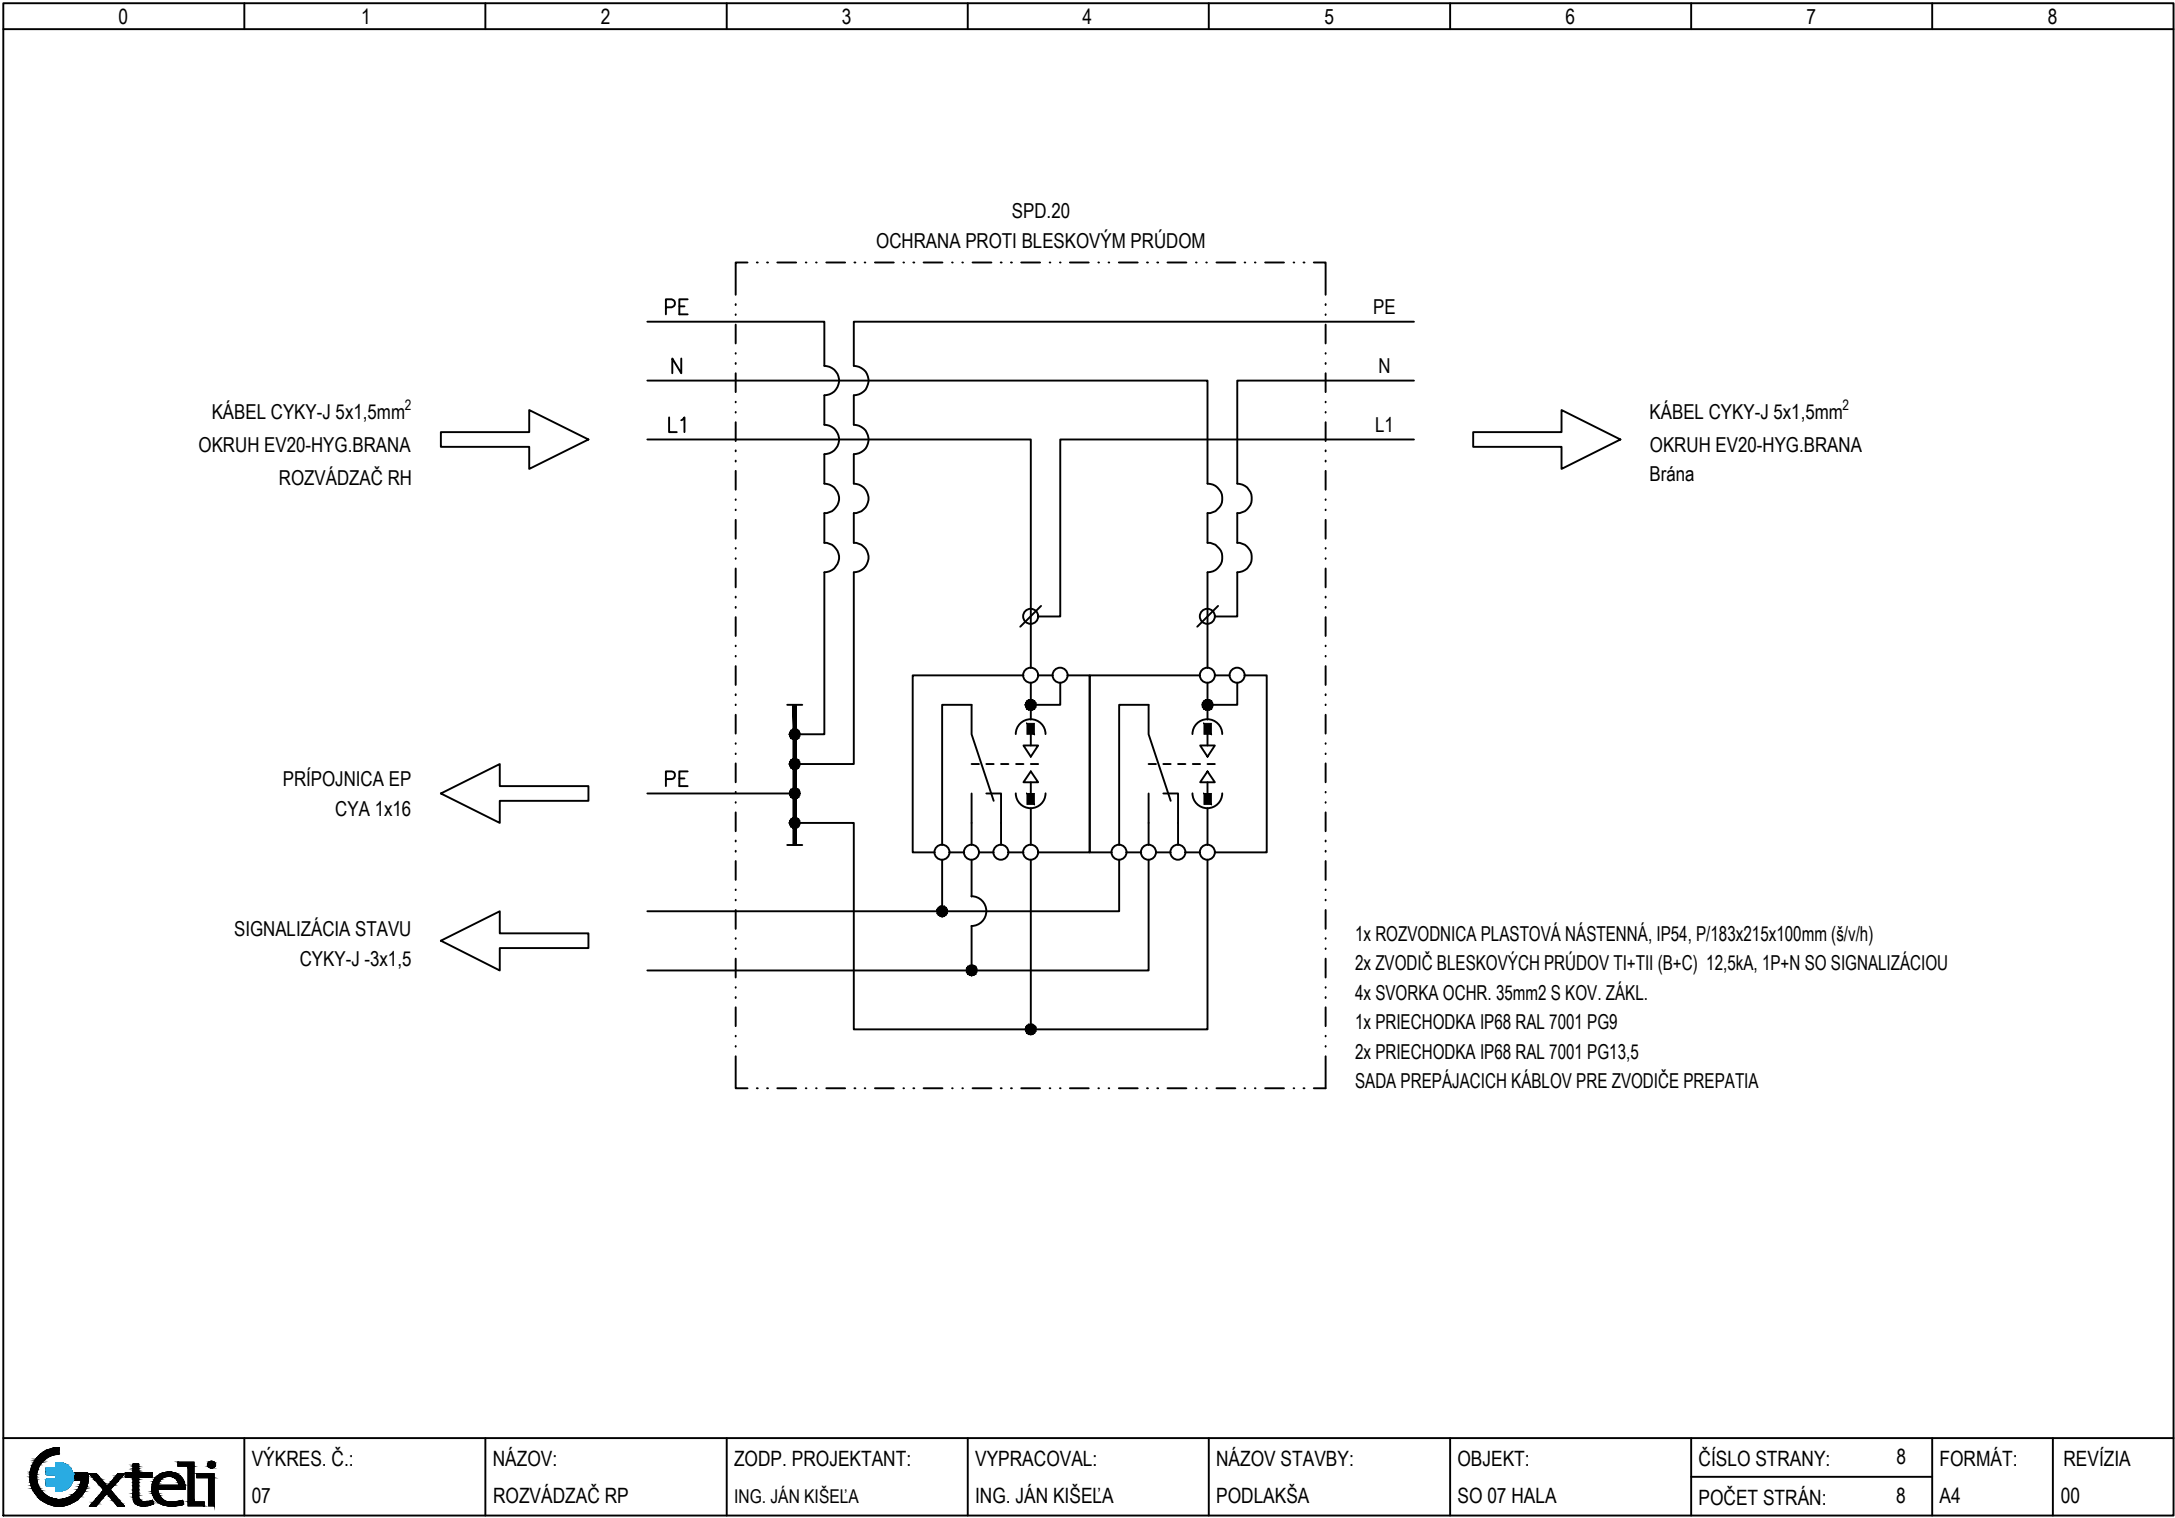 0 1 2 3 4 5 6 7 8
SPD.20
OCHRANA PROTI BLESKOVÝM PRÚDOM
PE PE
N N
L1 L1
KÁBEL CYKY-J 5x1,5mm²
OKRUH EV20-HYG.BRANA
ROZVÁDZAČ RH
KÁBEL CYKY-J 5x1,5mm²
OKRUH EV20-HYG.BRANA
Brána
PRÍPOJNICA EP
CYA 1x16
PE
SIGNALIZÁCIA STAVU
CYKY-J -3x1,5
1x ROZVODNICA PLASTOVÁ NÁSTENNÁ, IP54, P/183x215x100mm (š/v/h)
2x ZVODIČ BLESKOVÝCH PRÚDOV TI+TII (B+C) 12,5kA, 1P+N SO SIGNALIZÁCIOU
4x SVORKA OCHR. 35mm2 S KOV. ZÁKL.
1x PRIECHODKA IP68 RAL 7001 PG9
2x PRIECHODKA IP68 RAL 7001 PG13,5
SADA PREPÁJACICH KÁBLOV PRE ZVODIČE PREPATIA
exteli
VÝKRES. Č.:
07
NÁZOV:
ROZVÁDZAČ RP
ZODP. PROJEKTANT:
ING. JÁN KIŠEĽA
VYPRACOVAL:
ING. JÁN KIŠEĽA
NÁZOV STAVBY:
PODLAKŠA
OBJEKT:
SO 07 HALA
ČÍSLO STRANY: 8
POČET STRÁN: 8
FORMÁT:
A4
REVÍZIA
00